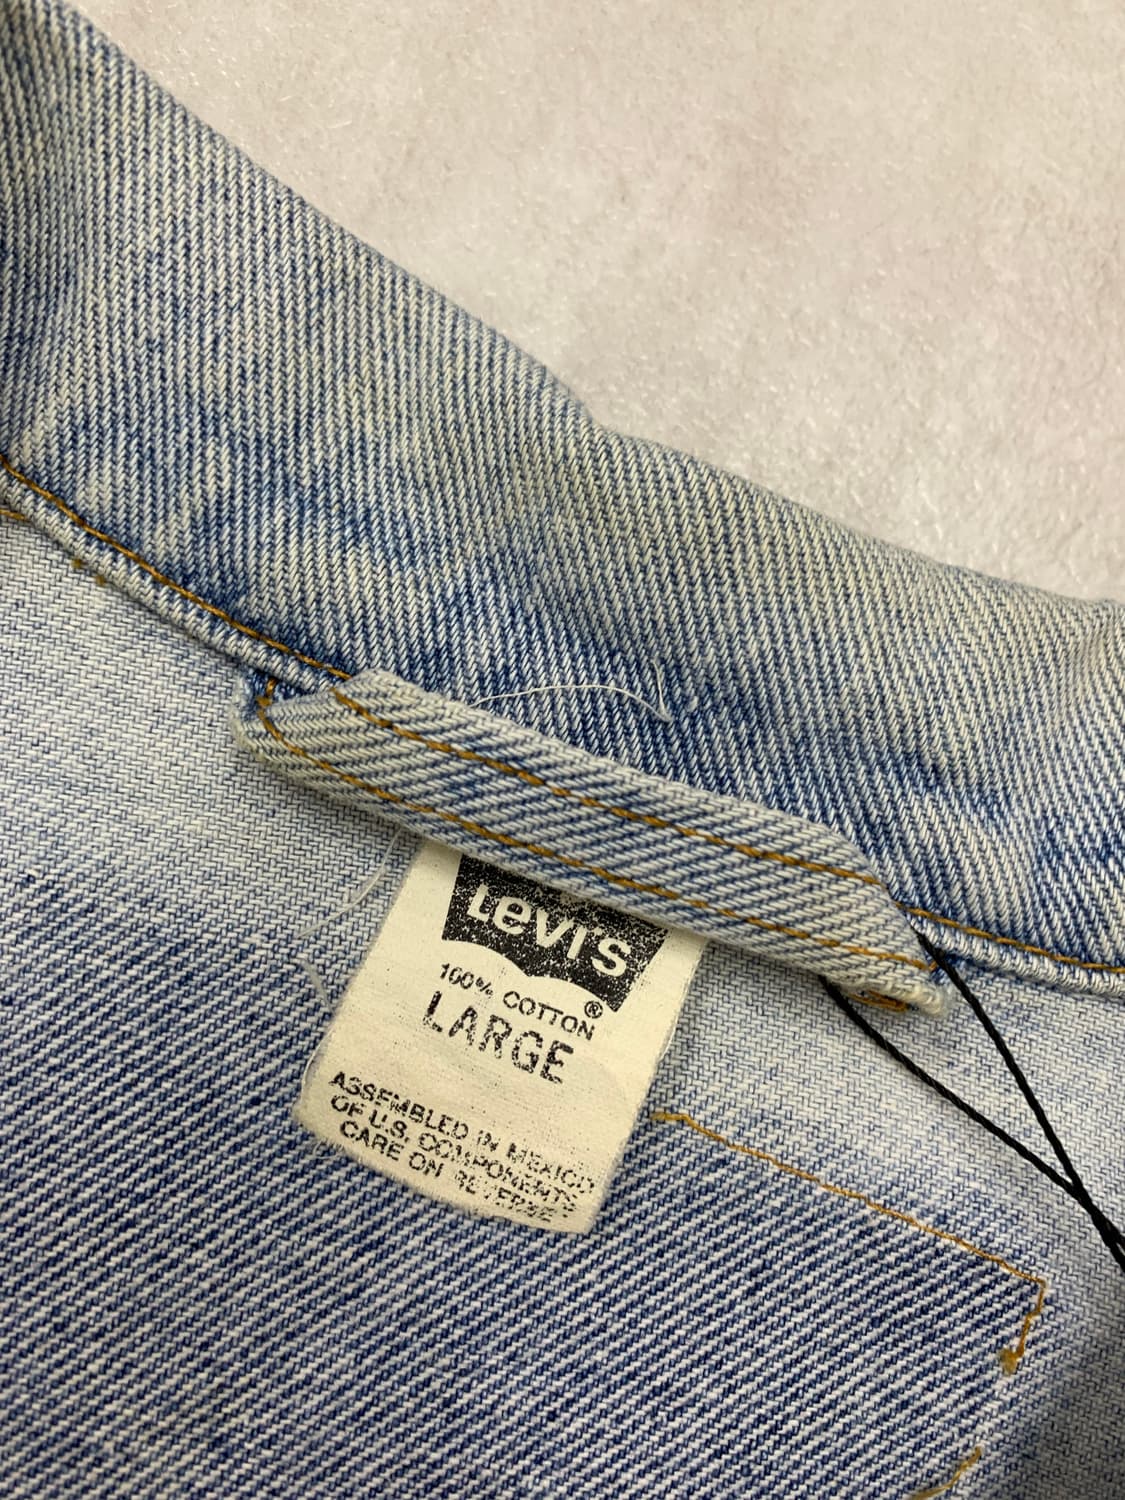 Levi's
®
100% COTTON
LARGE
ASSEMBLED IN MEXICO
OF U.S. COMPONENTS
CARE ON REVERSE